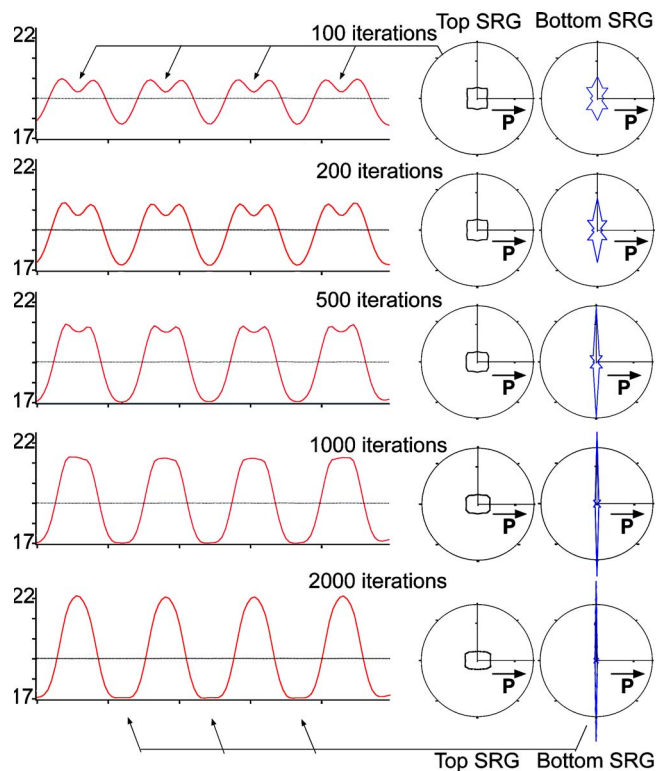 22
100 iterations
Top SRG
Bottom SRG
17
P
P
22
200 iterations
17
P
P
22
500 iterations
17
P
P
22
1000 iterations
17
P
P
22
2000 iterations
17
P
P
Top SRG
Bottom SRG